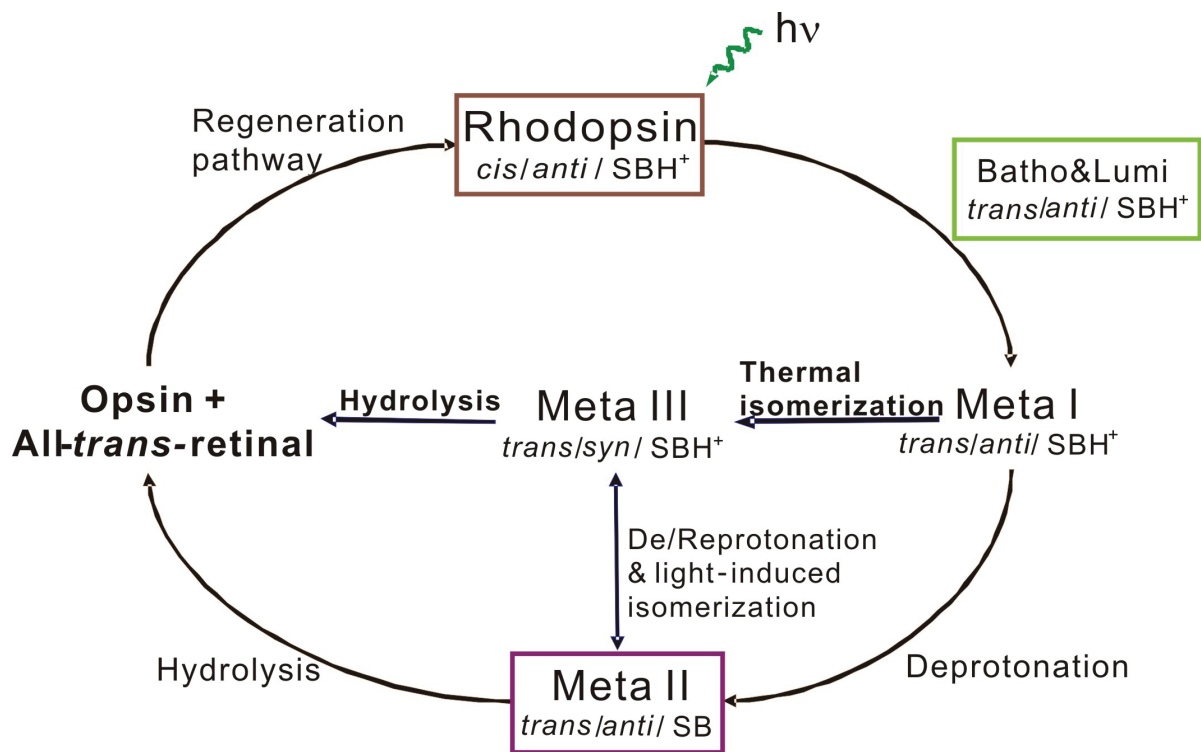 hν
Regeneration
pathway
Rhodopsin
cis/anti/ SBH⁺
Batho&Lumi
trans/anti/ SBH⁺
Opsin +
All-trans-retinal
Hydrolysis
Meta III
trans/syn/ SBH⁺
Thermal
isomerization
Meta I
trans/anti/ SBH⁺
De/Reprotonation
& light-induced
isomerization
Hydrolysis
Meta II
trans/anti/ SB
Deprotonation